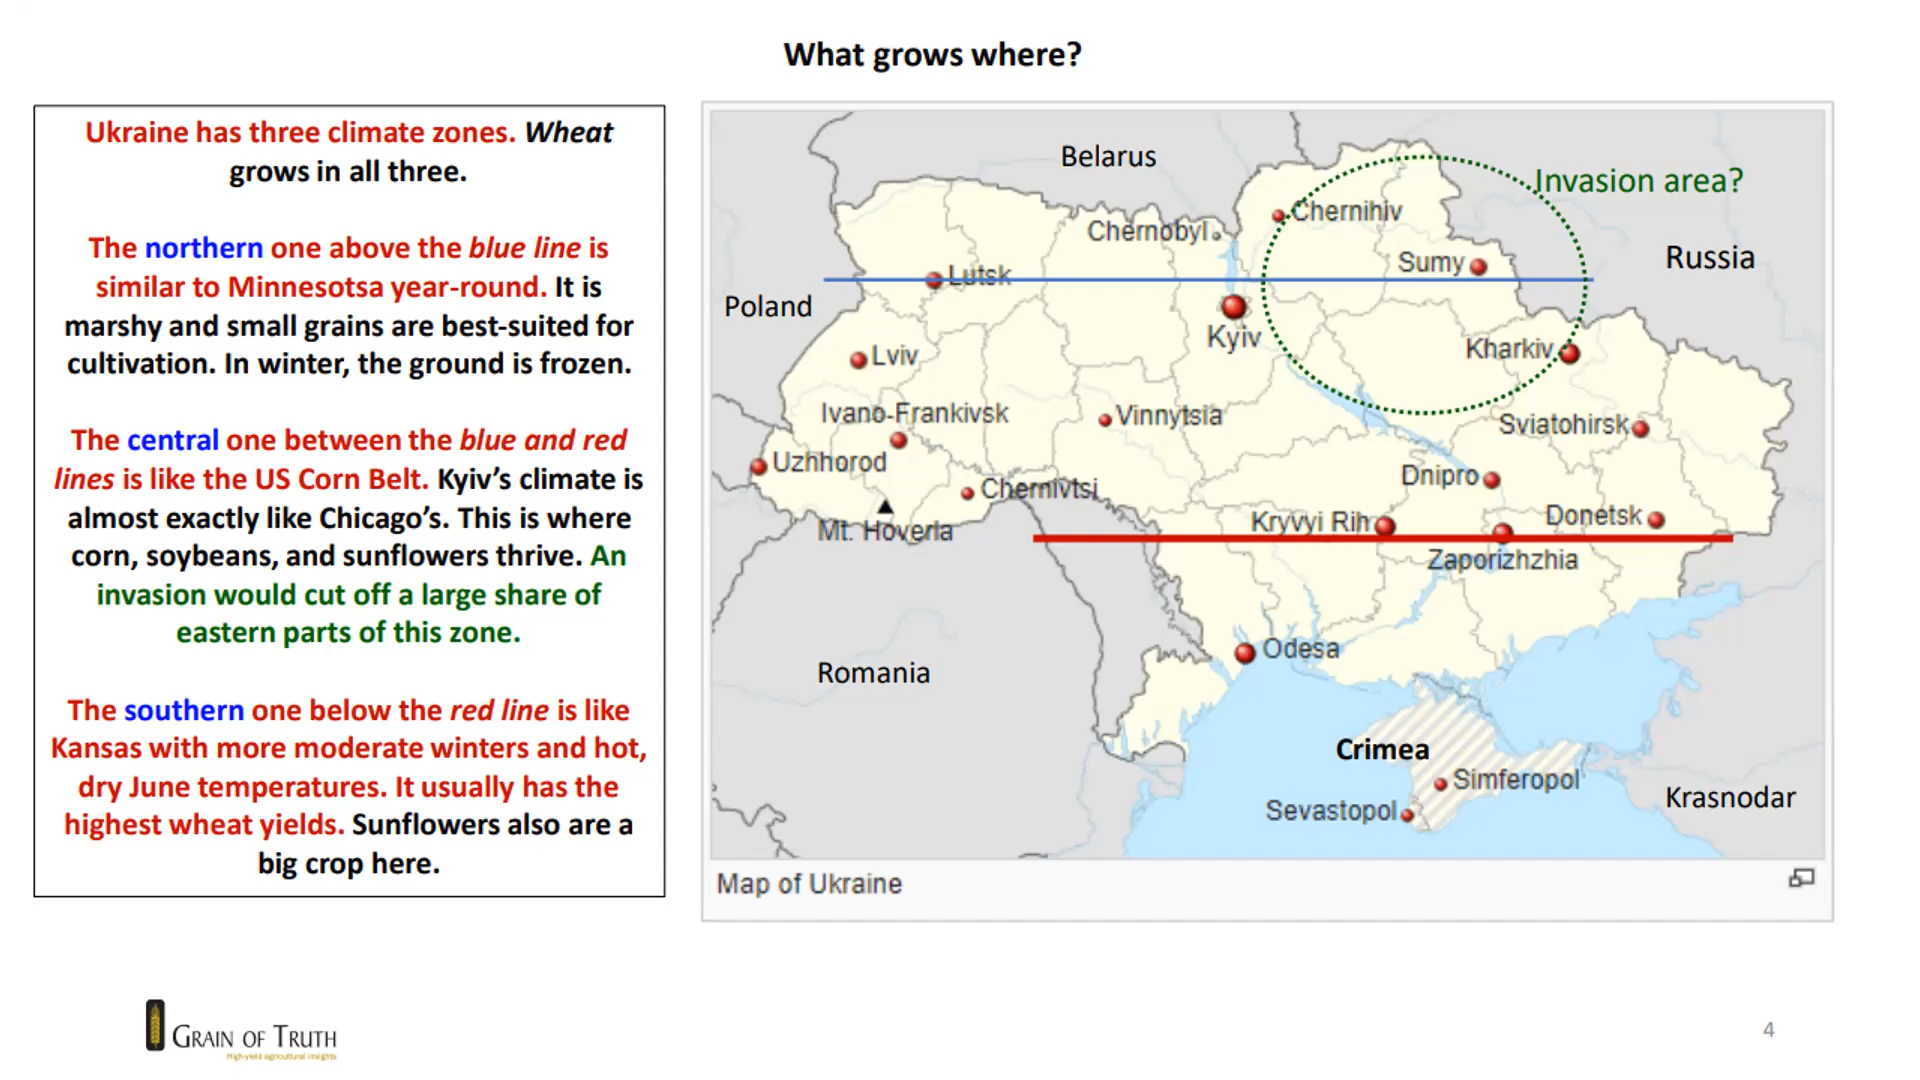 What grows where?
Ukraine has three climate zones. Wheat
grows in all three.
The northern one above the blue line is
similar to Minnesotsa year-round. It is
marshy and small grains are best-suited for
cultivation. In winter, the ground is frozen.
The central one between the blue and red
lines is like the US Corn Belt. Kyiv’s climate is
almost exactly like Chicago’s. This is where
corn, soybeans, and sunflowers thrive. An
invasion would cut off a large share of
eastern parts of this zone.
The southern one below the red line is like
Kansas with more moderate winters and hot,
dry June temperatures. It usually has the
highest wheat yields. Sunflowers also are a
big crop here.
Belarus
Invasion area?
Chernihiv
Chernobyl
Sumy
Russia
Lutsk
Poland
Kyiv
Kharkiv
Lviv
Ivano-Frankivsk
Vinnytsia
Sviatohirsk
Uzhhorod
Dnipro
Chernivtsi
Kryvyi Rih
Donetsk
Mt. Hoverla
Zaporizhzhia
Odesa
Romania
Crimea
Simferopol
Krasnodar
Sevastopol
Map of Ukraine
GRAIN OF TRUTH
High-yield agricultural insights
4